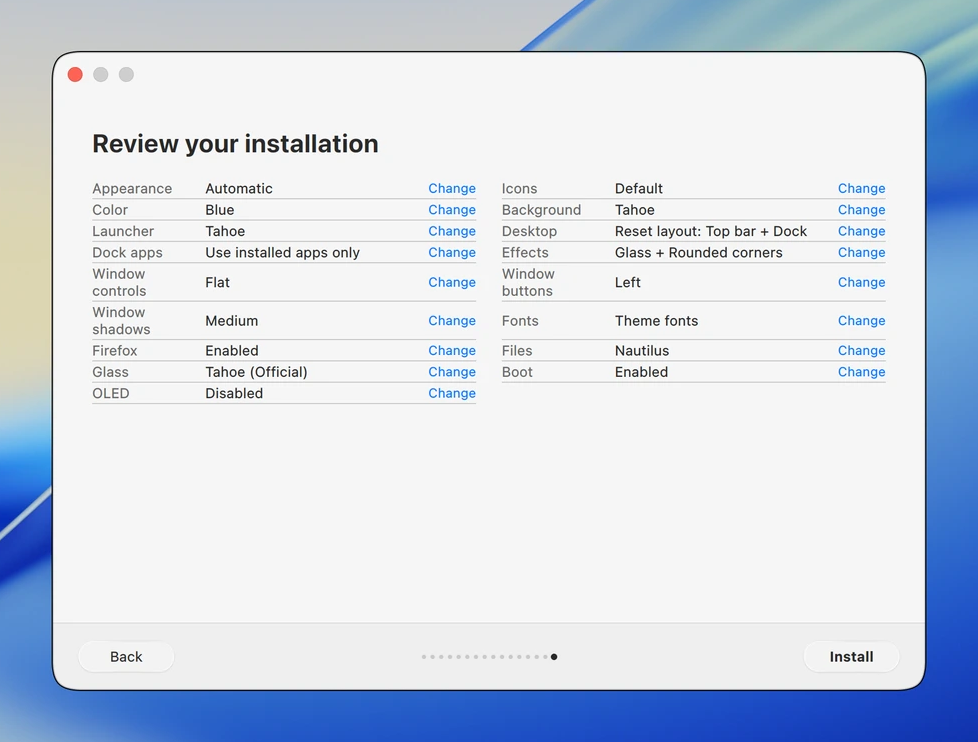 Review your installation
Appearance Automatic Change Icons Default Change
Color Blue Change Background Tahoe Change
Launcher Tahoe Change Desktop Reset layout: Top bar + Dock Change
Dock apps Use installed apps only Change Effects Glass + Rounded corners Change
Window controls Flat Change Window buttons Left Change
Window shadows Medium Change Fonts Theme fonts Change
Firefox Enabled Change Files Nautilus Change
Glass Tahoe (Official) Change Boot Enabled Change
OLED Disabled Change
Back Install